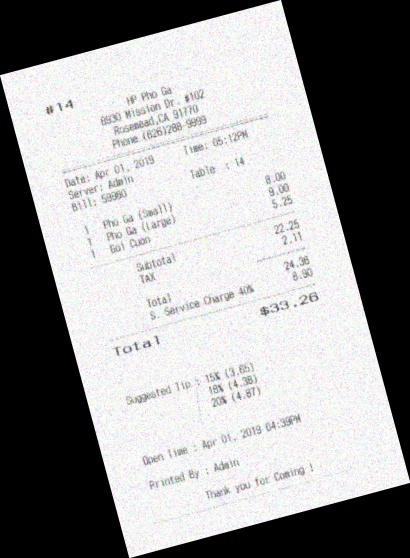 #14
HP Pho Ga
8930 Mission Dr. #102
Rosemead,CA 91770
Phone (626)288-9999
Date: Apr 01, 2019 Time: 05:12PM
Server: Admin
Bill: 59980 Table : 14
1 Pho Ga (Small) 8.00
1 Pho Ga (Large) 9.00
1 Goi Cuon 5.25
Subtotal 22.25
TAX 2.11
Total 24.36
S. Service Charge 40% 8.90
Total $33.26
Suggested Tip : 15% (3.65)
18% (4.38)
20% (4.87)
Open Time : Apr 01, 2019 04:39PM
Printed By : Admin
Thank you for Coming !